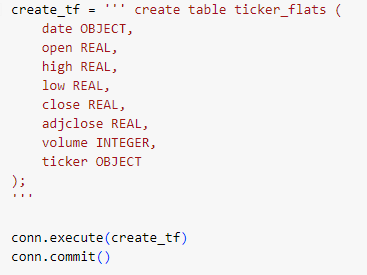 create_tf = ''' create table ticker_flats (
    date OBJECT,
    open REAL,
    high REAL,
    low REAL,
    close REAL,
    adjclose REAL,
    volume INTEGER,
    ticker OBJECT
);
'''

conn.execute(create_tf)
conn.commit()